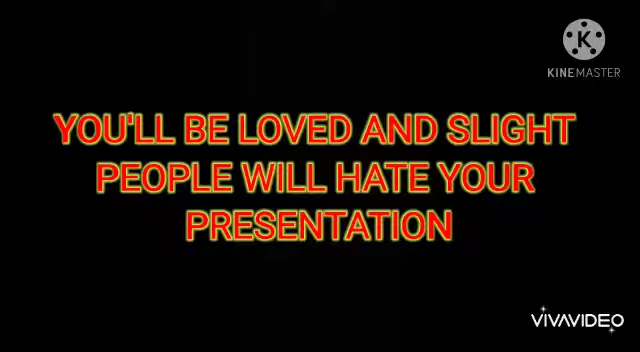 KINEMASTER
YOU'LL BE LOVED AND SLIGHT
PEOPLE WILL HATE YOUR
PRESENTATION
VIVAVIDEO